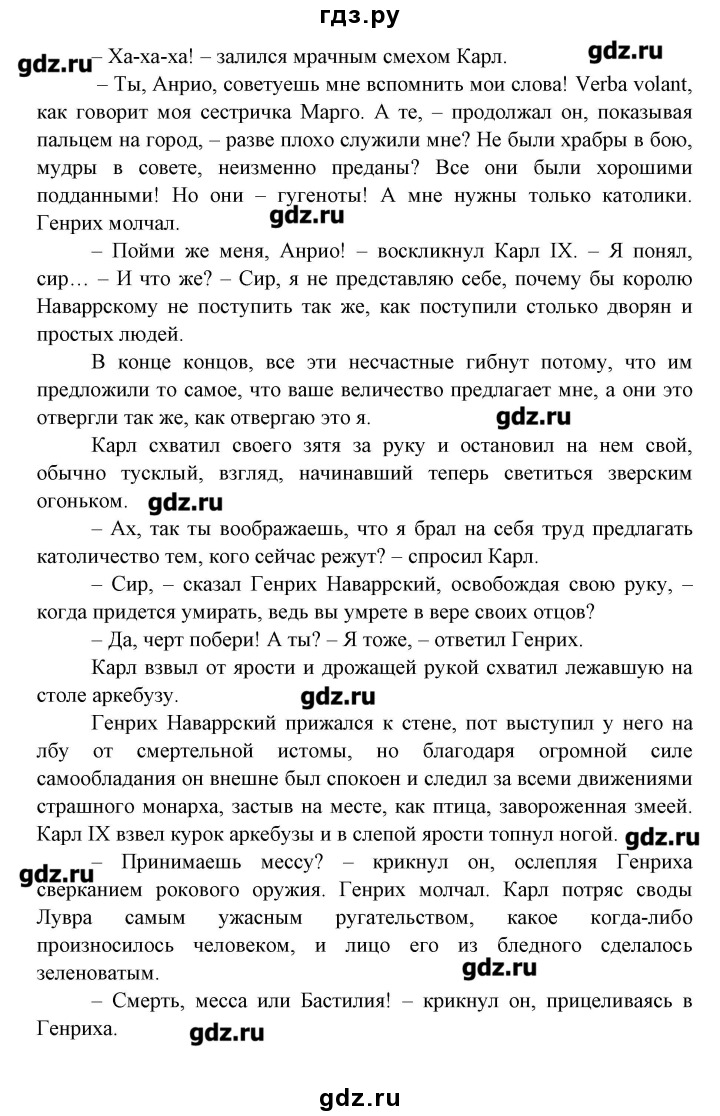 гдз.ру
– Ха-ха-ха! – залился мрачным смехом Карл.
gdz.ru
gdz.ru
– Ты, Анрио, советуешь мне вспомнить мои слова! Verba volant,
как говорит моя сестричка Марго. А те, – продолжал он, показывая
пальцем на город, – разве плохо служили мне? Не были храбры в бою,
мудры в совете, неизменно преданы? Все они были хорошими
подданными! Но они – гугеноты! А мне нужны только католики.
Генрих молчал.
gdz.ru
– Пойми же меня, Анрио! – воскликнул Карл IX. – Я понял,
сир… – И что же? – Сир, я не представляю себе, почему бы королю
Наваррскому не поступить так же, как поступили столько дворян и
простых людей.
В конце концов, все эти несчастные гибнут потому, что им
предложили то самое, что ваше величество предлагает мне, а они это
отвергли так же, как отвергаю это я.
gdz.ru
Карл схватил своего зятя за руку и остановил на нем свой,
обычно тусклый, взгляд, начинавший теперь светиться зверским
огоньком.
gdz.ru
– Ах, так ты воображаешь, что я брал на себя труд предлагать
католичество тем, кого сейчас режут? – спросил Карл.
– Сир, – сказал Генрих Наваррский, освобождая свою руку, –
когда придется умирать, ведь вы умрете в вере своих отцов?
– Да, черт побери! А ты? – Я тоже, – ответил Генрих.
Карл взвыл от ярости и дрожащей рукой схватил лежавшую на
столе аркебузу.
gdz.ru
Генрих Наваррский прижался к стене, пот выступил у него на
лбу от смертельной истомы, но благодаря огромной силе
самообладания он внешне был спокоен и следил за всеми движениями
страшного монарха, застыв на месте, как птица, завороженная змеей.
Карл IX взвел курок аркебузы и в слепой ярости топнул ногой.
gdz.ru
– Принимаешь мессу? – крикнул он, ослепляя Генриха
gdz.ru
сверканием рокового оружия. Генрих молчал. Карл потряс своды
Лувра самым ужасным ругательством, какое когда-либо
произносилось человеком, и лицо его из бледного сделалось
зеленоватым.
gdz.ru
– Смерть, месса или Бастилия! – крикнул он, прицеливаясь в
Генриха.
gdz.ru
gdz.ru